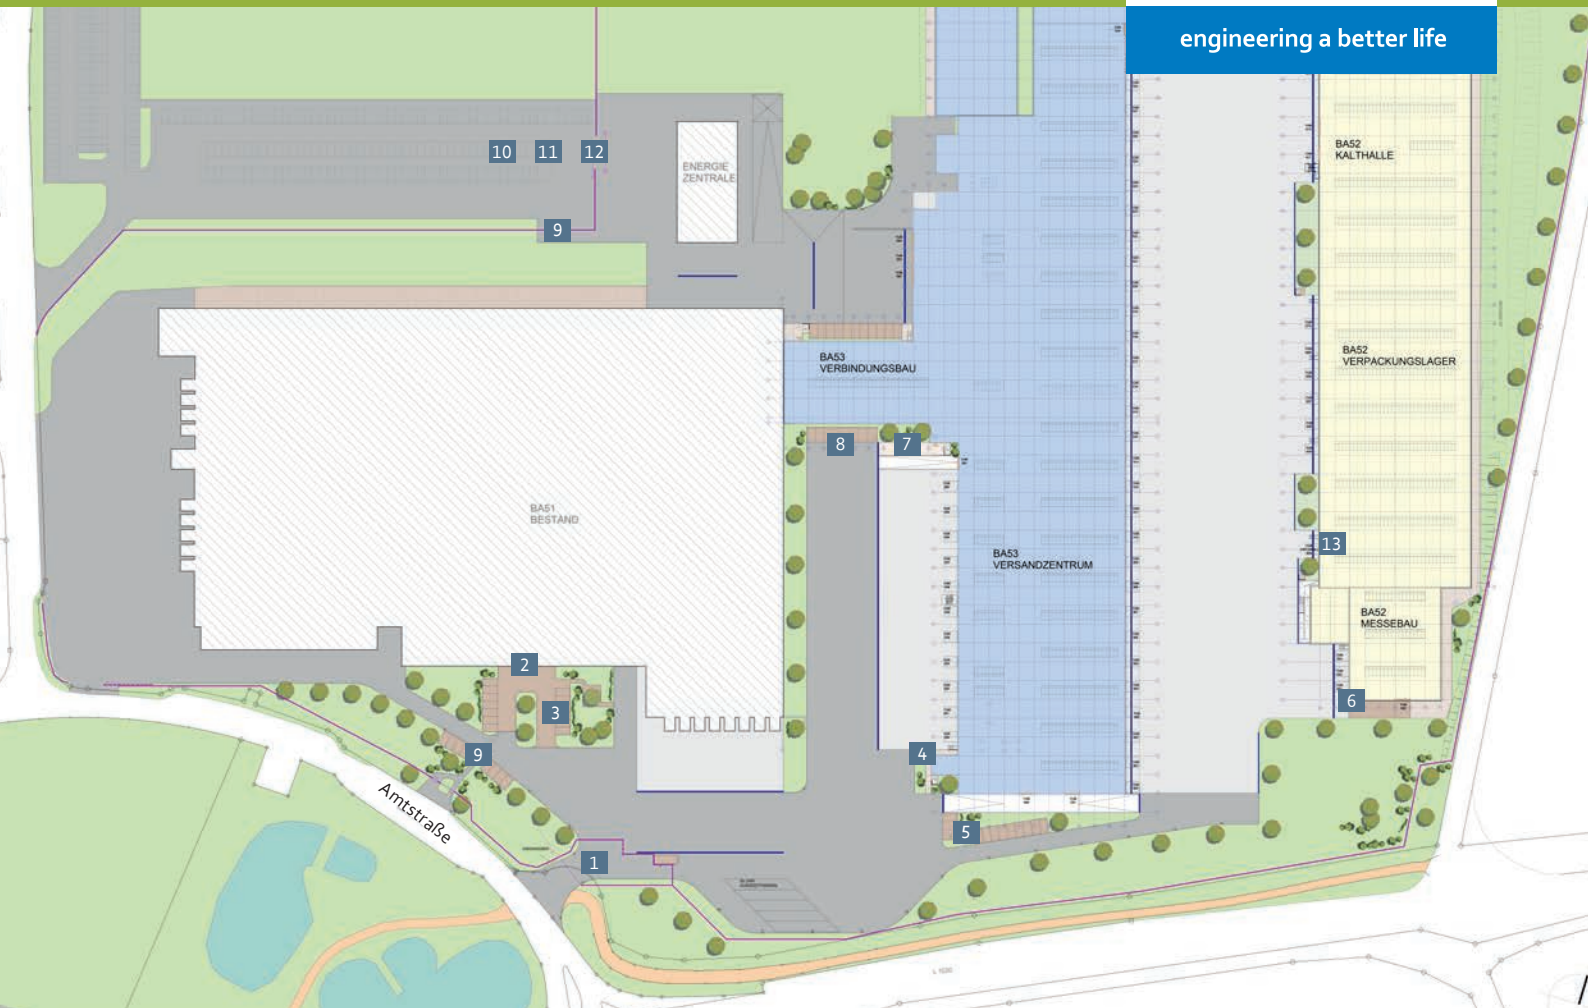 engineering a better life
BA52
KALTHALLE
10 11 12
ENERGIE
ZENTRALE
9
BA53
VERBINDUNGSBAU
BA52
VERPACKUNGSLAGER
8
7
BA51
BESTAND
13
BA53
VERSANDZENTRUM
BA52
MESSEBAU
2
3
6
9
4
Amtstraße
5
1